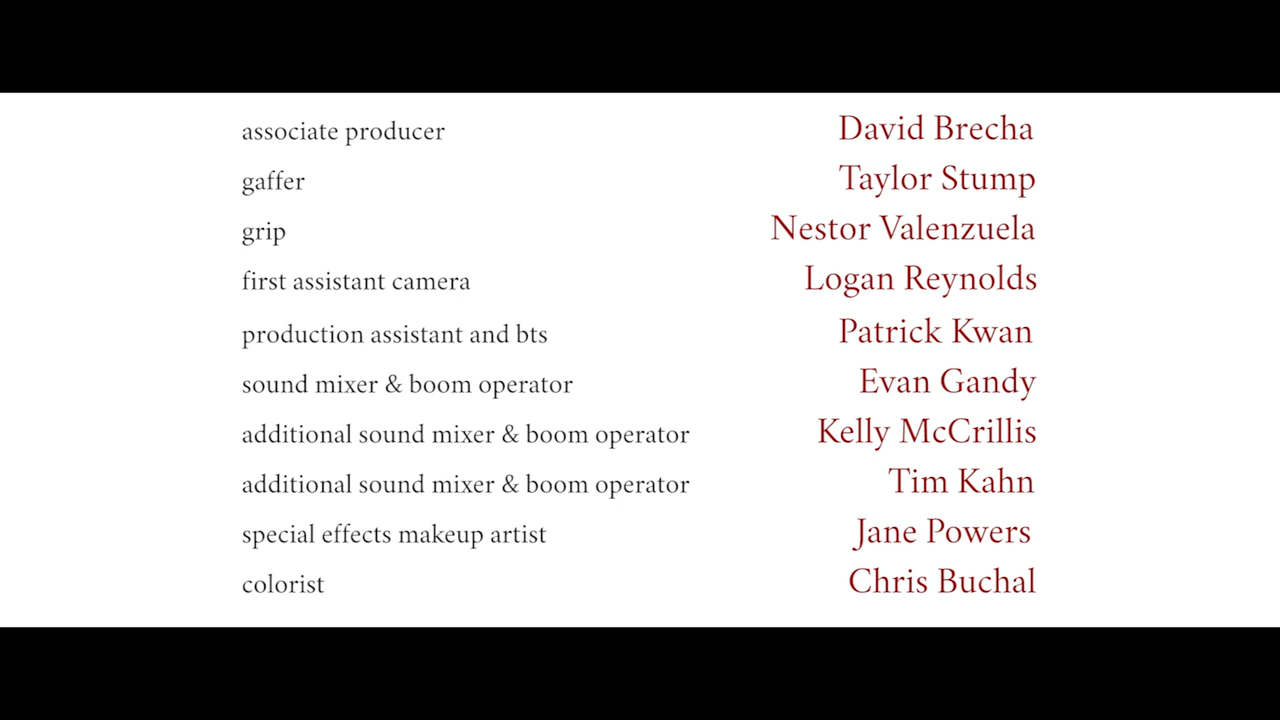 associate producer David Brecha
gaffer Taylor Stump
grip Nestor Valenzuela
first assistant camera Logan Reynolds
production assistant and bts Patrick Kwan
sound mixer & boom operator Evan Gandy
additional sound mixer & boom operator Kelly McCrillis
additional sound mixer & boom operator Tim Kahn
special effects makeup artist Jane Powers
colorist Chris Buchal